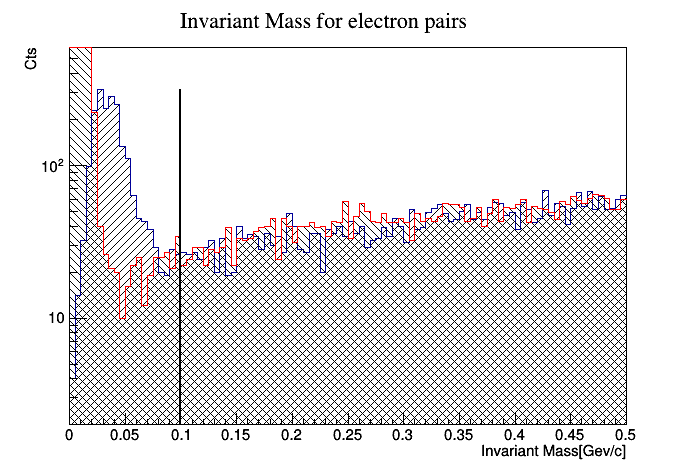 Invariant Mass for electron pairs
Cts
10²
10
0 0.05 0.1 0.15 0.2 0.25 0.3 0.35 0.4 0.45 0.5
Invariant Mass[Gev/c]